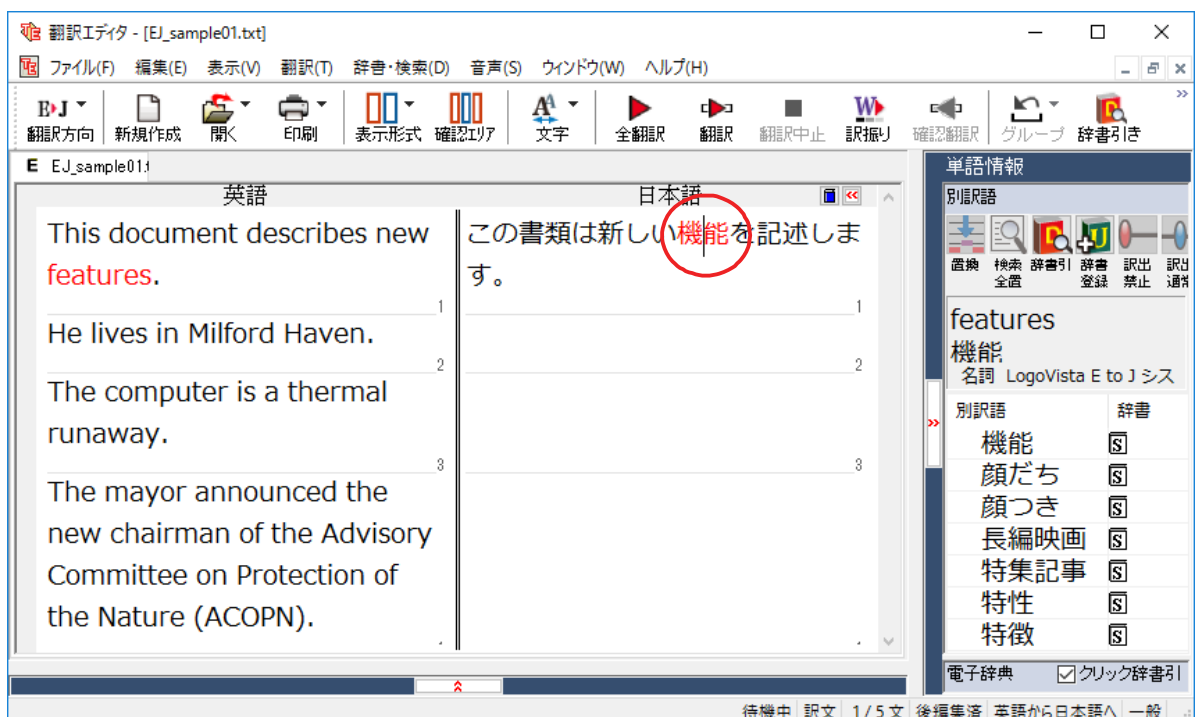 翻訳エディタ - [EJ_sample01.txt]
ファイル(F) 編集(E) 表示(V) 翻訳(T) 辞書・検索(D) 音声(S) ウィンドウ(W) ヘルプ(H)
翻訳方向 新規作成 開く 印刷 表示形式 確認エリア 文字 全翻訳 翻訳 翻訳中止 訳振り 確認翻訳 グループ 辞書引き
E EJ_sample01.
英語 日本語
This document describes new
features.
1
He lives in Milford Haven.
2
The computer is a thermal
runaway.
3
The mayor announced the
new chairman of the Advisory
Committee on Protection of
the Nature (ACOPN).
この書類は新しい機能を記述しま
す。
1
2
3
単語情報
別訳語
置換 検索全置 辞書引 辞書登録 訳出禁止 訳出通常
features
機能
名詞 LogoVista E to J シス
別訳語 辞書
機能 S
顔だち S
顔つき S
長編映画 S
特集記事 S
特性 S
特徴 S
電子辞典 クリック辞書引
待機中 訳文 1/5文 後編集済 英語から日本語へ 一般